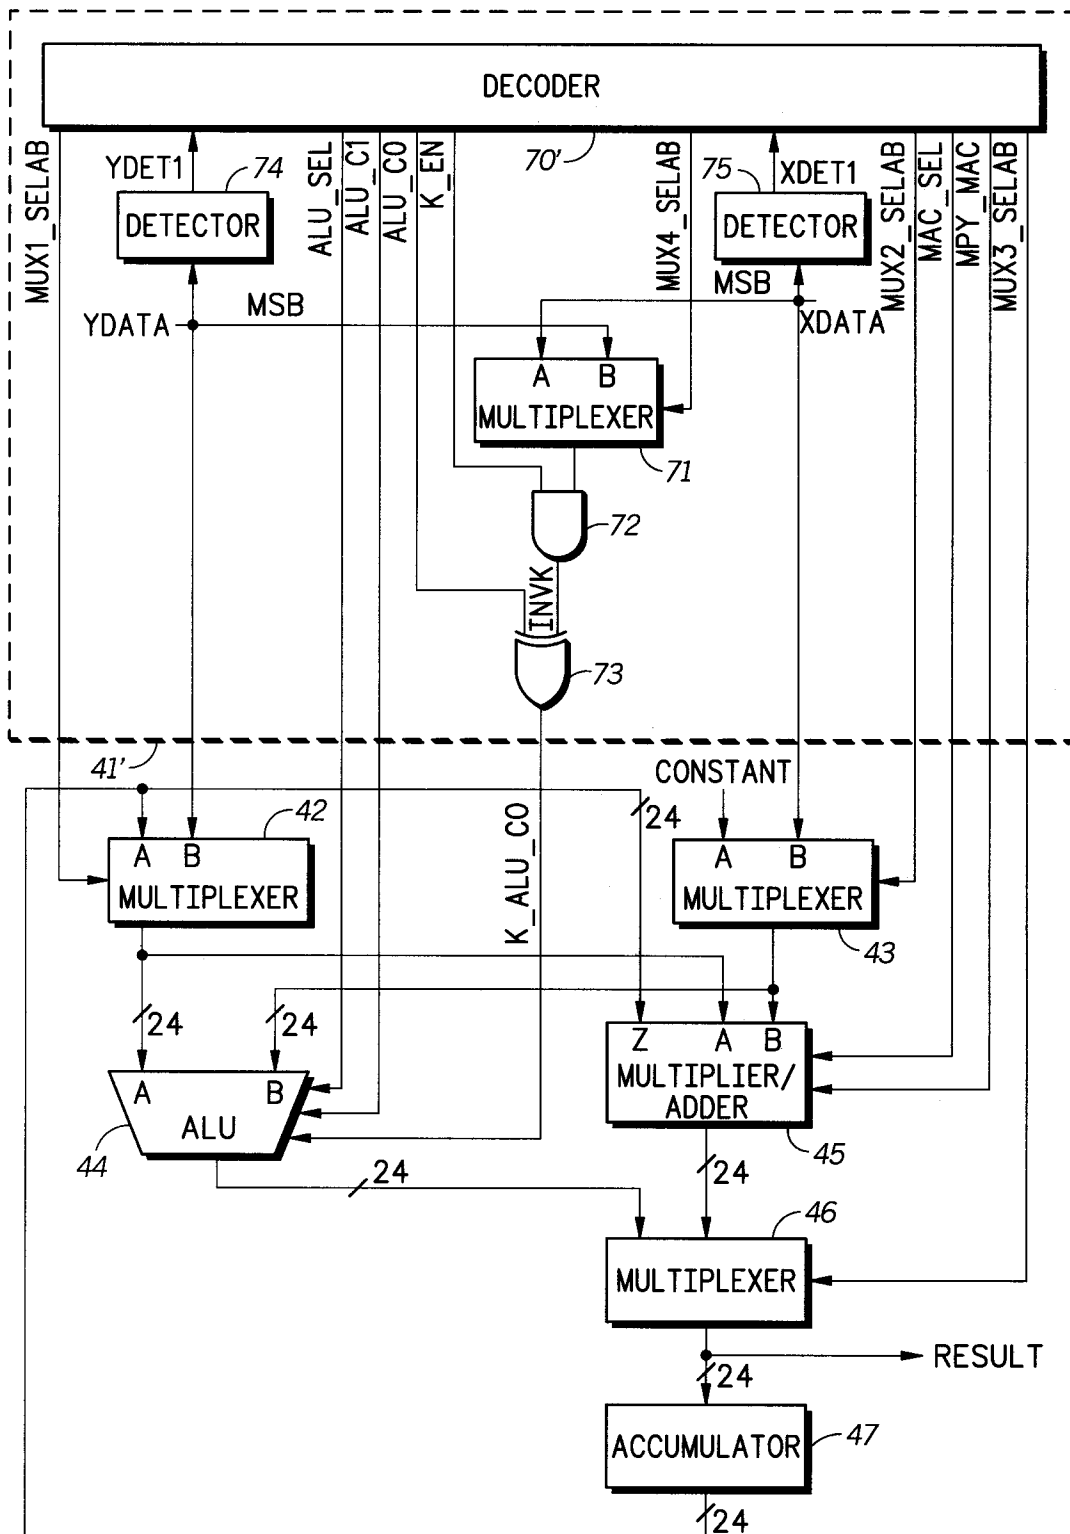 DECODER
MUX1_SELAB
YDET1
74
DETECTOR
ALU_SEL
ALU_C1
ALU_C0
K_EN
70'
MUX4_SELAB
75
XDET1
DETECTOR
MUX2_SELAB
MAC_SEL
MPY_MAC
MUX3_SELAB
YDATA
MSB
MSB
XDATA
A B
MULTIPLEXER
71
72
INVK
73
41'
CONSTANT
42
A B
MULTIPLEXER
K_ALU_C0
24
A B
MULTIPLEXER
43
24
24
A B
ALU
44
Z A B
MULTIPLIER/
ADDER
45
24
24
46
MULTIPLEXER
RESULT
24
ACCUMULATOR
47
24